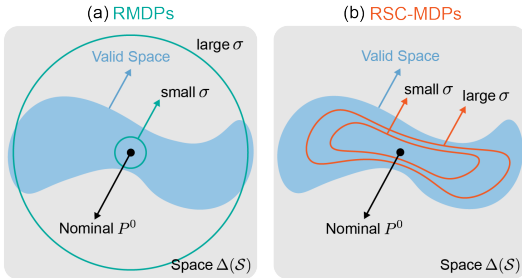 (a) RMDPs
large σ
Valid Space
small σ
Nominal P⁰
Space Δ(𝒮)
(b) RSC-MDPs
Valid Space
small σ
large σ
Nominal P⁰
Space Δ(𝒮)